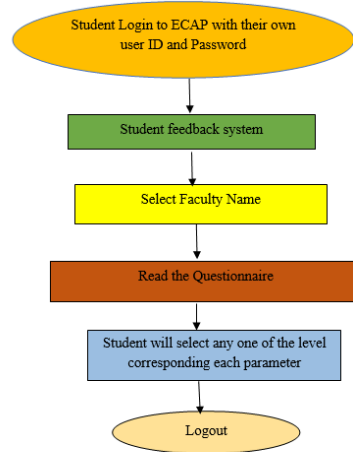 Student Login to ECAP with their own
user ID and Password
Student feedback system
Select Faculty Name
Read the Questionnaire
Student will select any one of the level
corresponding each parameter
Logout